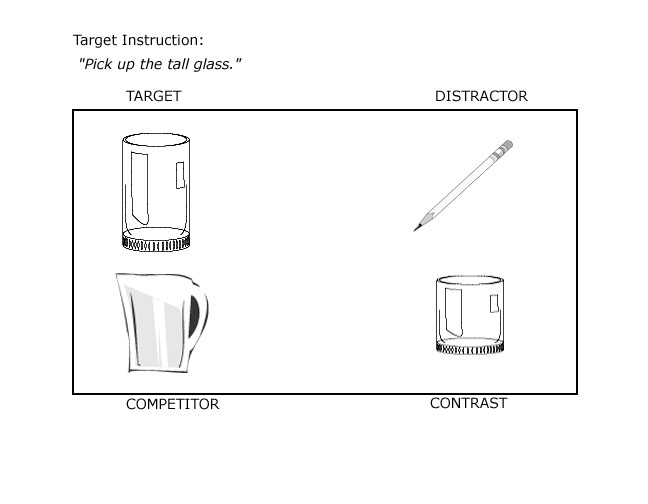 Target Instruction:
"Pick up the tall glass."
TARGET
DISTRACTOR
COMPETITOR
CONTRAST